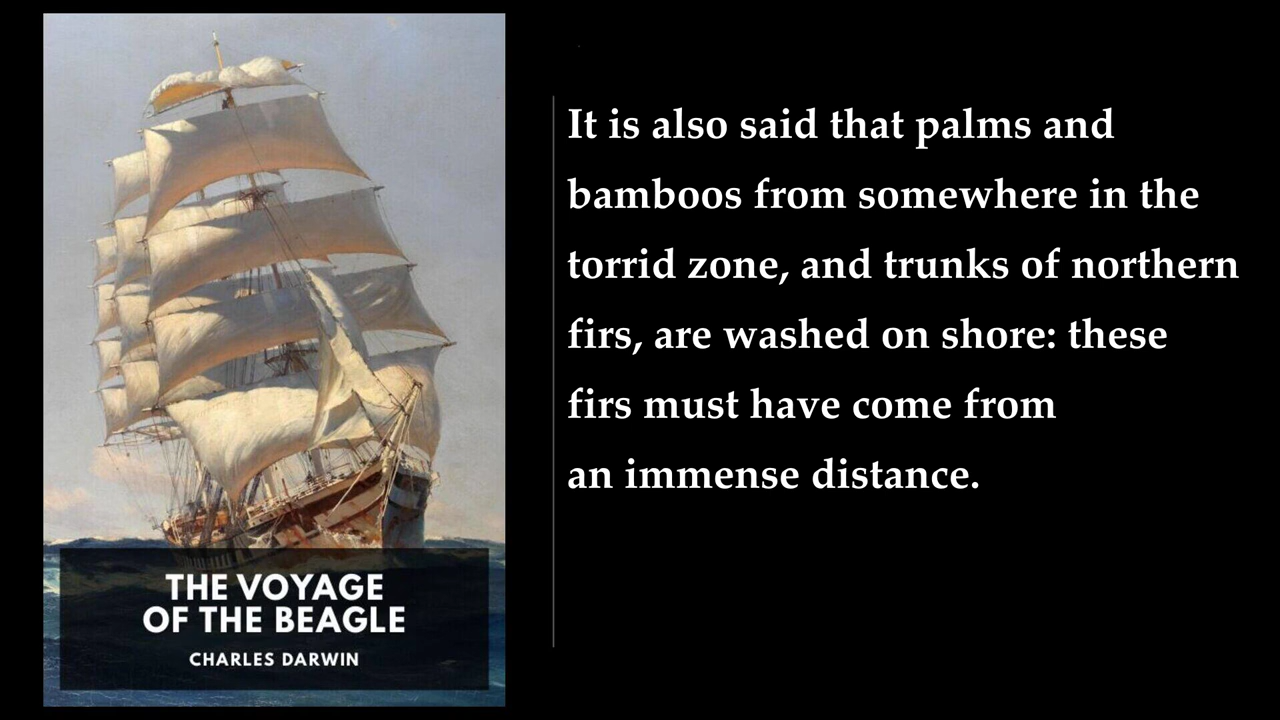 It is also said that palms and
bamboos from somewhere in the
torrid zone, and trunks of northern
firs, are washed on shore: these
firs must have come from
an immense distance.
THE VOYAGE
OF THE BEAGLE
CHARLES DARWIN